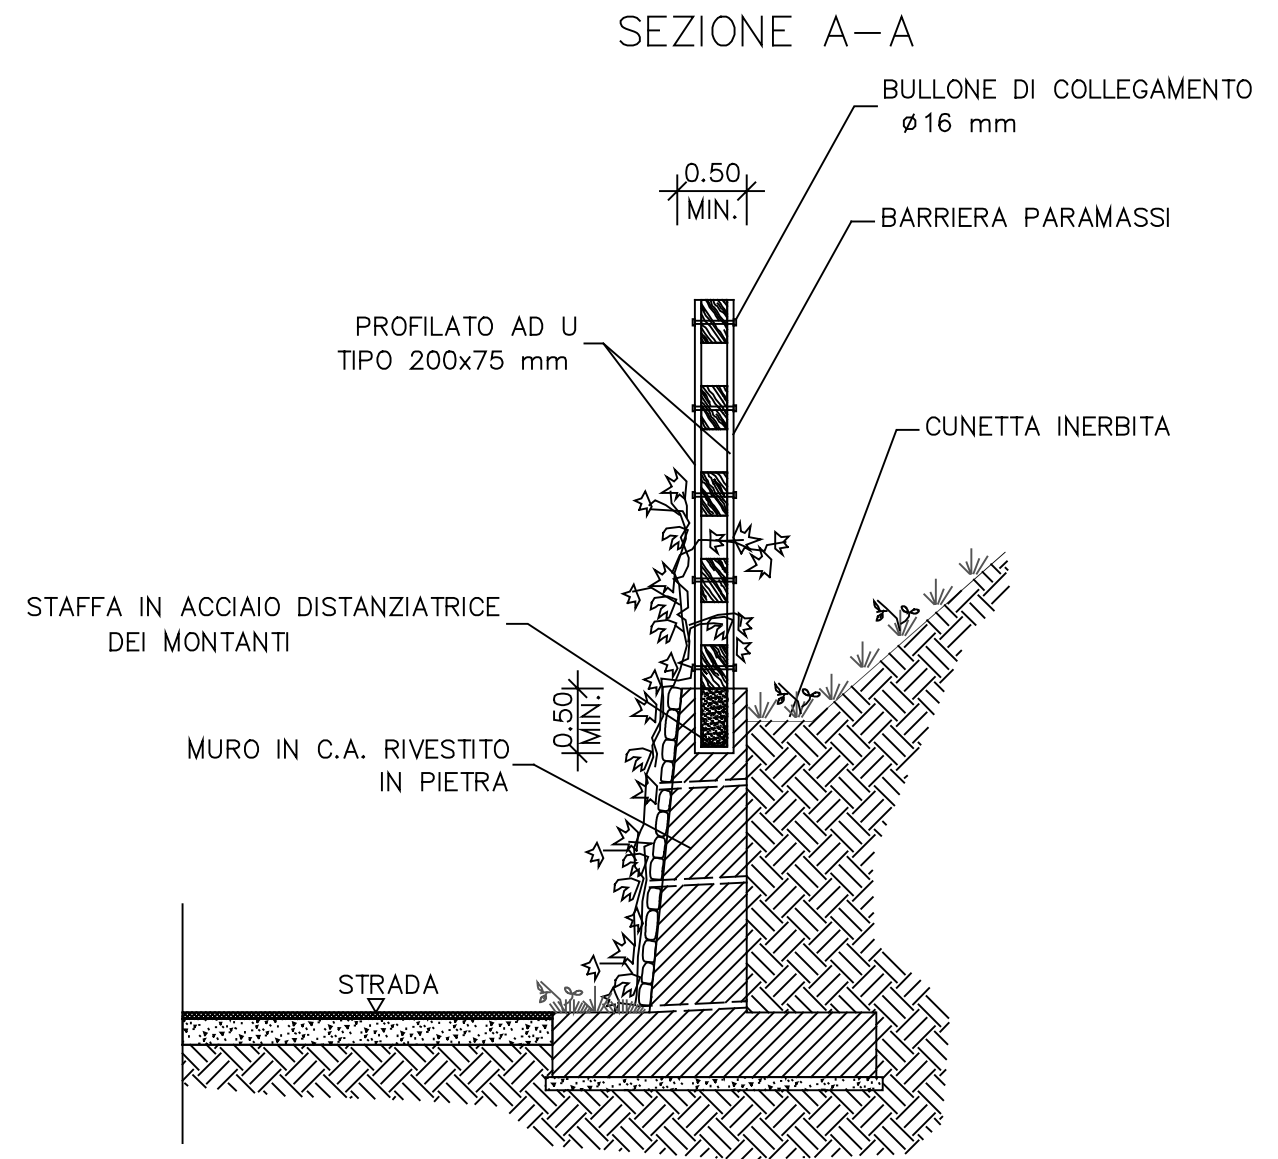 SEZIONE A–A
BULLONE DI COLLEGAMENTO
ø16 mm
0.50
MIN.
BARRIERA PARAMASSI
PROFILATO AD U
TIPO 200x75 mm
CUNETTA INERBITA
STAFFA IN ACCIAIO DISTANZIATRICE
DEI MONTANTI
0.50
MIN.
MURO IN C.A. RIVESTITO
IN PIETRA
STRADA